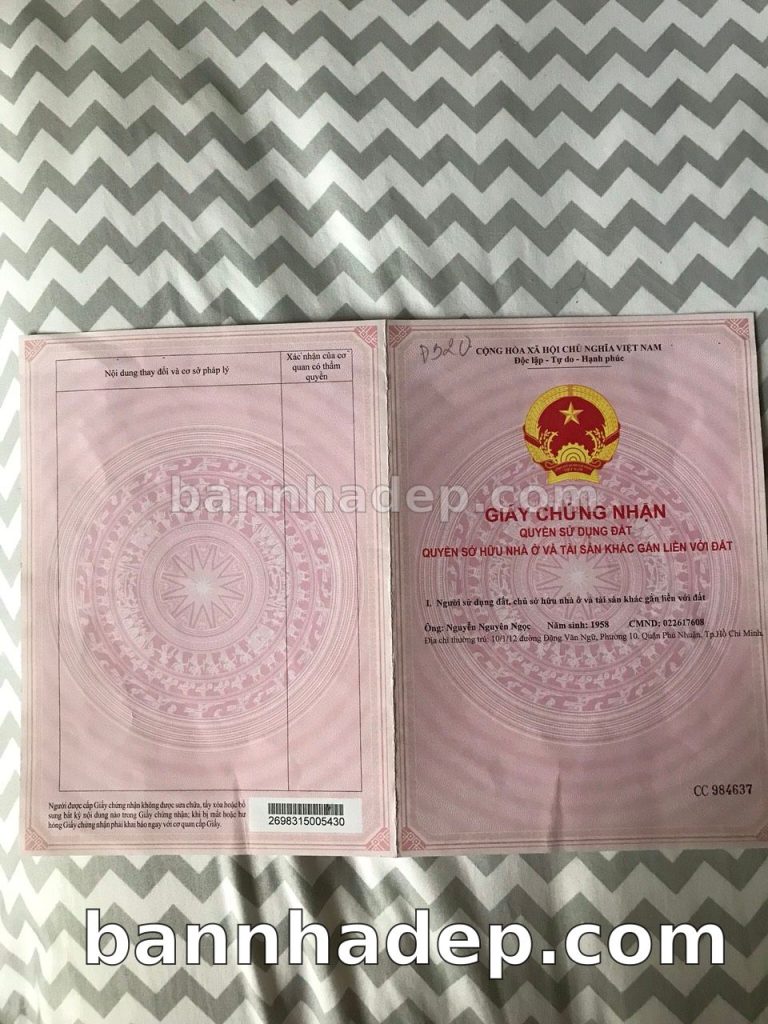 Nội dung thay đổi và cơ sở pháp lý
Xác nhận của cơ
quan có thẩm
quyền
Người được cấp Giấy chứng nhận không được sửa chữa, tẩy xóa hoặc bổ
sung bất kỳ nội dung nào trong Giấy chứng nhận; khi bị mất hoặc hư
hỏng Giấy chứng nhận phải khai báo ngay với cơ quan cấp Giấy.
2698315005430
CỘNG HÒA XÃ HỘI CHỦ NGHĨA VIỆT NAM
Độc lập - Tự do - Hạnh phúc
bannhadep.com
GIẤY CHỨNG NHẬN
QUYỀN SỬ DỤNG ĐẤT
QUYỀN SỞ HỮU NHÀ Ở VÀ TÀI SẢN KHÁC GẮN LIỀN VỚI ĐẤT
I. Người sử dụng đất, chủ sở hữu nhà ở và tài sản khác gắn liền với đất
Ông: Nguyễn Nguyên Ngọc Năm sinh: 1958 CMND: 022617608
Địa chỉ thường trú: 10/1/12 đường Đặng Văn Ngữ, Phường 10, Quận Phú Nhuận, Tp.Hồ Chí Minh.
CC 984637
bannhadep.com